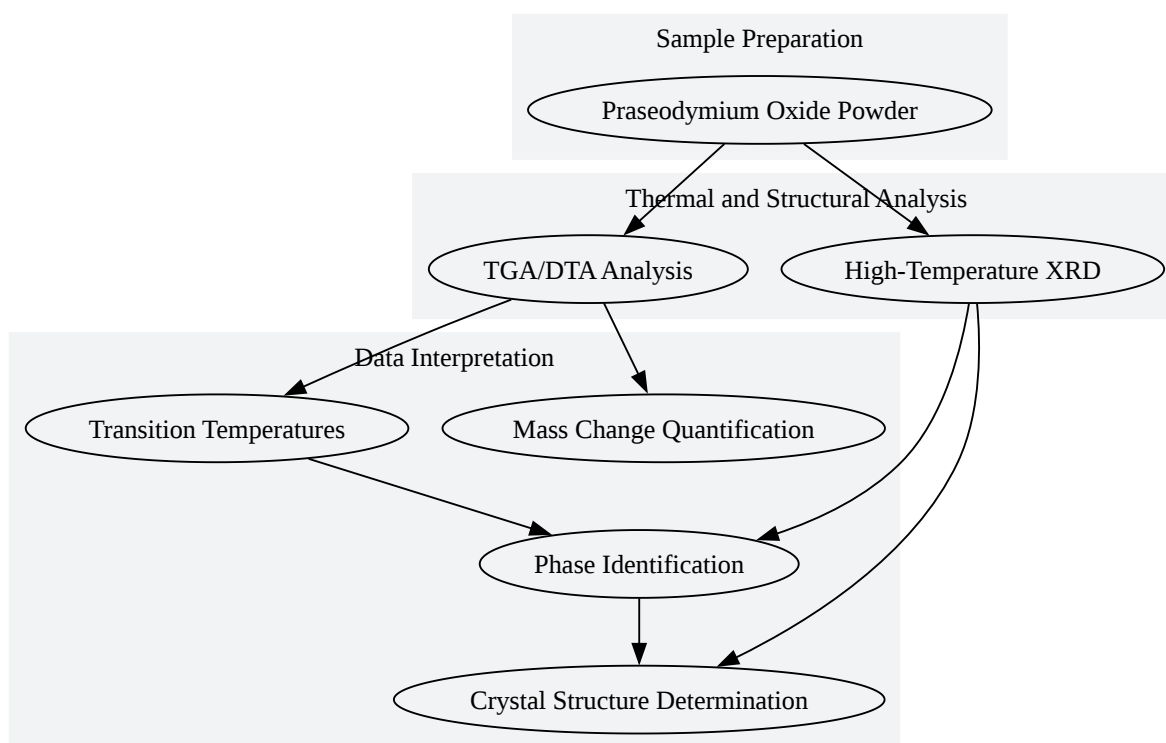 Sample Preparation
Praseodymium Oxide Powder
Thermal and Structural Analysis
TGA/DTA Analysis
High-Temperature XRD
Data Interpretation
Transition Temperatures
Mass Change Quantification
Phase Identification
Crystal Structure Determination